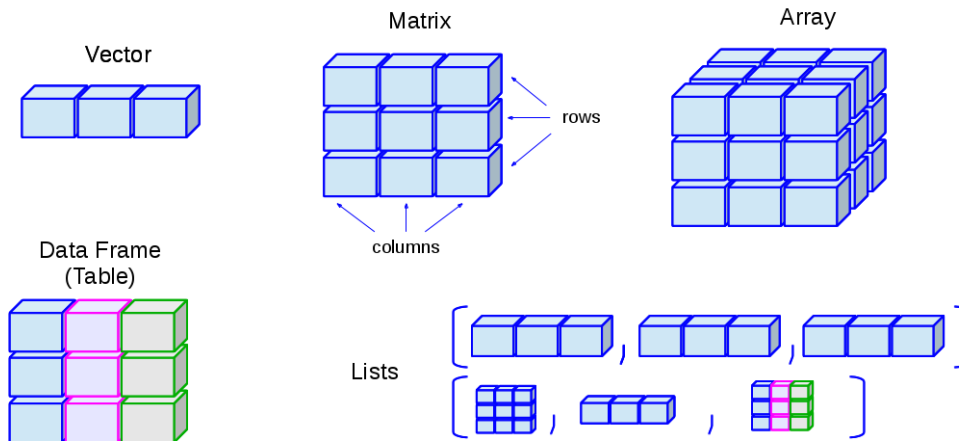 Vector
Matrix
Array
rows
columns
Data Frame
(Table)
Lists
[ , , ]
[ , , ]